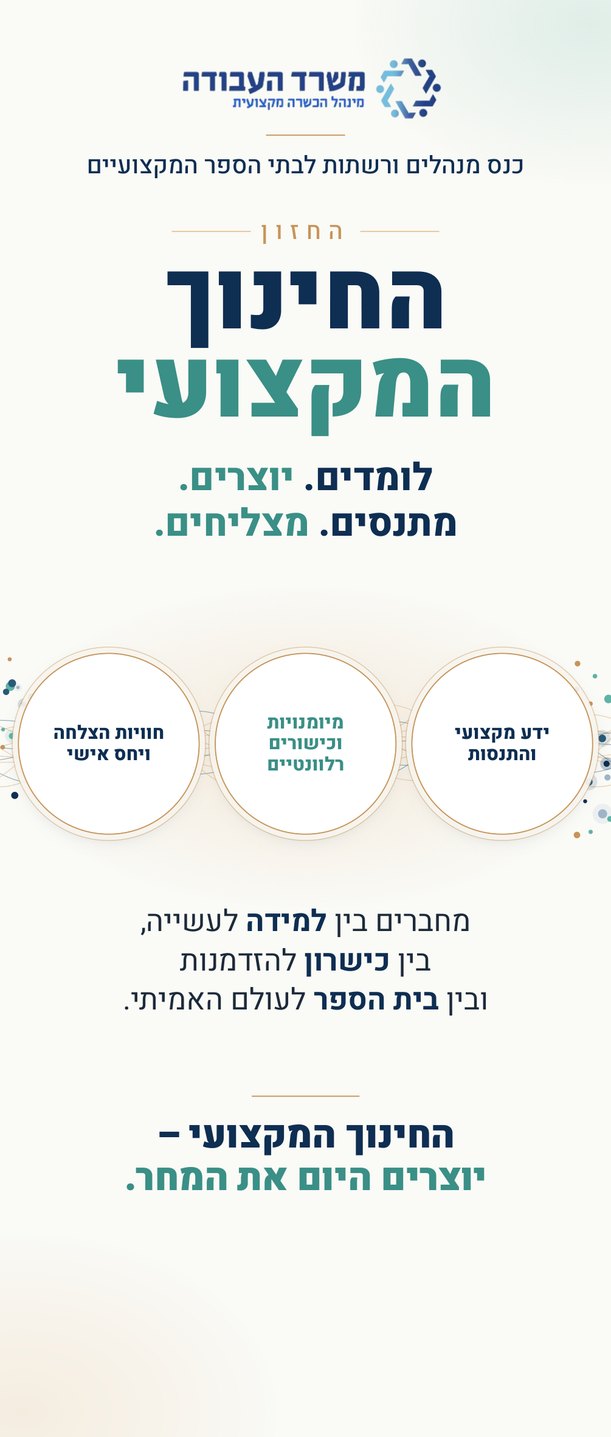 משרד העבודה
מינהל הכשרה מקצועית
כנס מנהלים ורשתות לבתי הספר המקצועיים
החזון
החינוך
המקצועי
לומדים. יוצרים.
מתנסים. מצליחים.
ידע מקצועי
והתנסות
מיומנויות
וכישורים
רלוונטיים
חוויות הצלחה
ויחס אישי
מחברים בין למידה לעשייה,
בין כישרון להזדמנות
ובין בית הספר לעולם האמיתי.
החינוך המקצועי –
יוצרים היום את המחר.